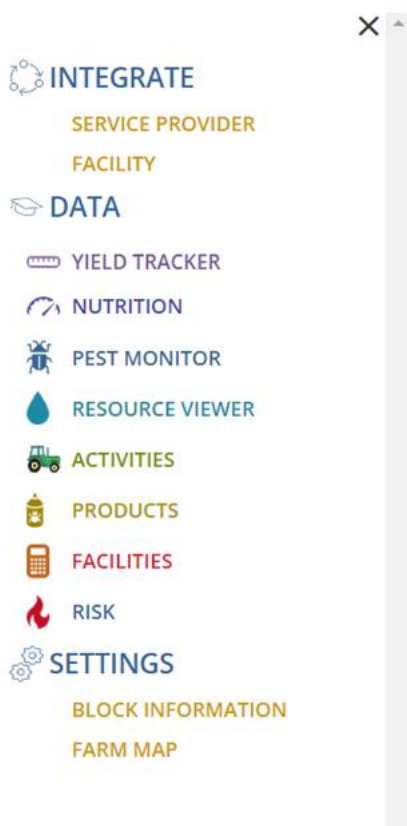 INTEGRATE
SERVICE PROVIDER
FACILITY
DATA
YIELD TRACKER
NUTRITION
PEST MONITOR
RESOURCE VIEWER
ACTIVITIES
PRODUCTS
FACILITIES
RISK
SETTINGS
BLOCK INFORMATION
FARM MAP